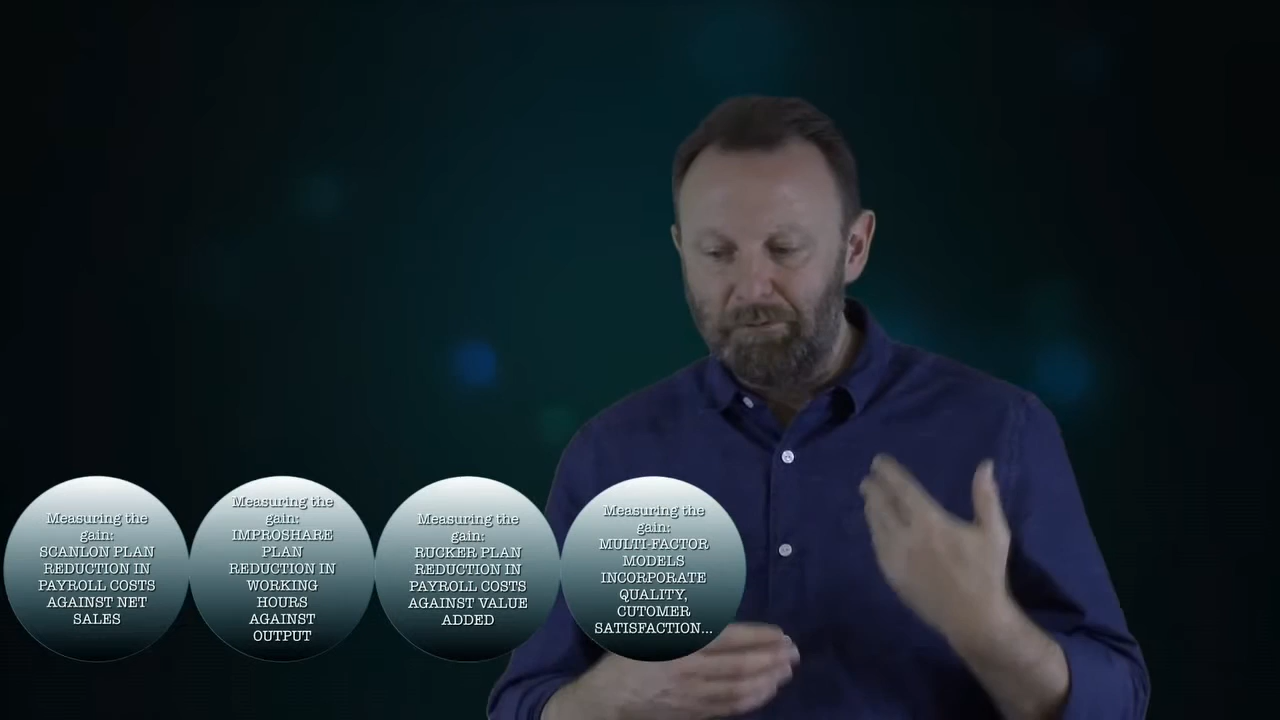 Measuring the
gain:
SCANLON PLAN
REDUCTION IN
PAYROLL COSTS
AGAINST NET
SALES
Measuring the
gain:
IMPROSHARE
PLAN
REDUCTION IN
WORKING
HOURS
AGAINST
OUTPUT
Measuring the
gain:
RUCKER PLAN
REDUCTION IN
PAYROLL COSTS
AGAINST VALUE
ADDED
Measuring the
gain:
MULTI-FACTOR
MODELS
INCORPORATE
QUALITY,
CUTOMER
SATISFACTION...